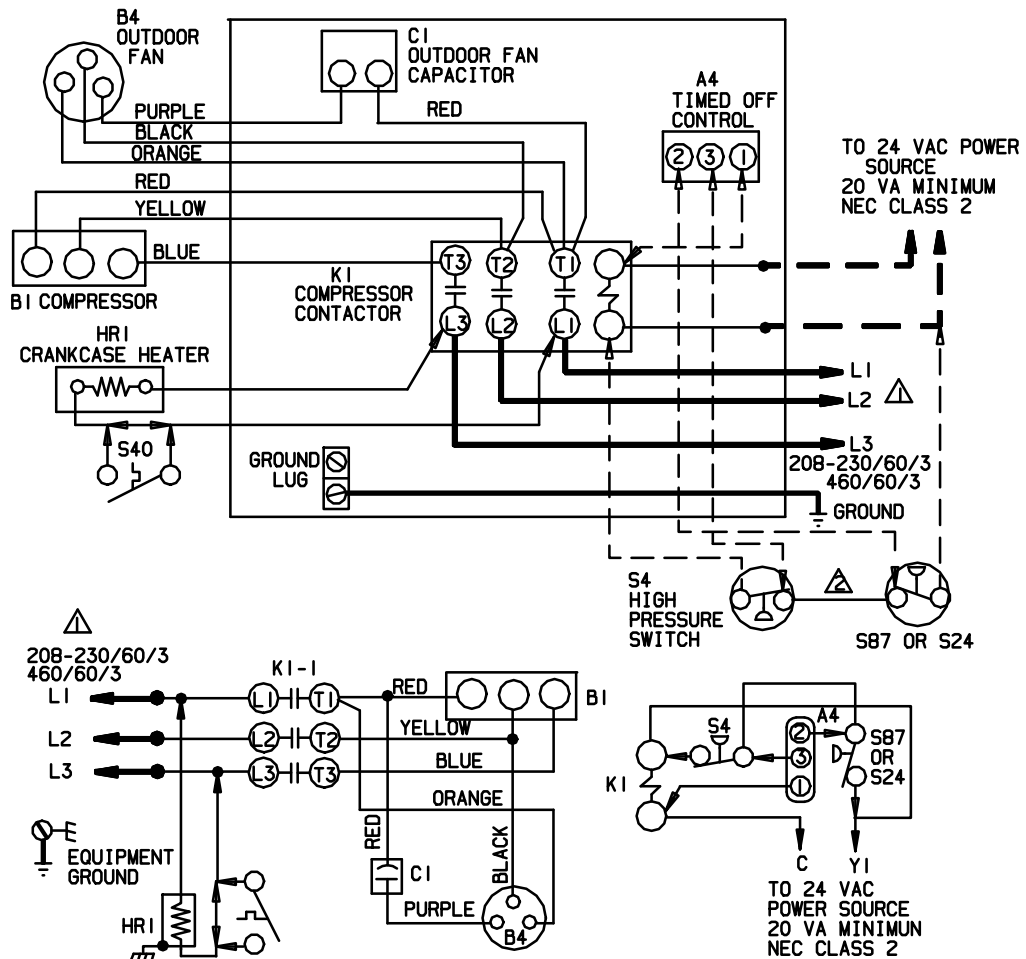 B4
OUTDOOR
FAN
C1
OUTDOOR FAN
CAPACITOR
A4
TIMED OFF
CONTROL
2 3 1
TO 24 VAC POWER
SOURCE
20 VA MINIMUM
NEC CLASS 2
PURPLE
RED
BLACK
ORANGE
RED
YELLOW
BLUE
B1 COMPRESSOR
K1
COMPRESSOR
CONTACTOR
T3 T2 T1
L3 L2 L1
HR1
CRANKCASE HEATER
S40
L1
L2
1
L3
208-230/60/3
460/60/3
GROUND
LUG
GROUND
S4
HIGH
PRESSURE
SWITCH
2
S87 OR S24
1
208-230/60/3
460/60/3
K1-1
L1
L1 T1
RED
B1
L2
L2 T2
YELLOW
L3
L3 T3
BLUE
ORANGE
RED
BLACK
EQUIPMENT
GROUND
C1
PURPLE
B4
HR1
S4
A4
2
3
1
S87
OR
S24
K1
C
Y1
TO 24 VAC
POWER SOURCE
20 VA MINIMUN
NEC CLASS 2